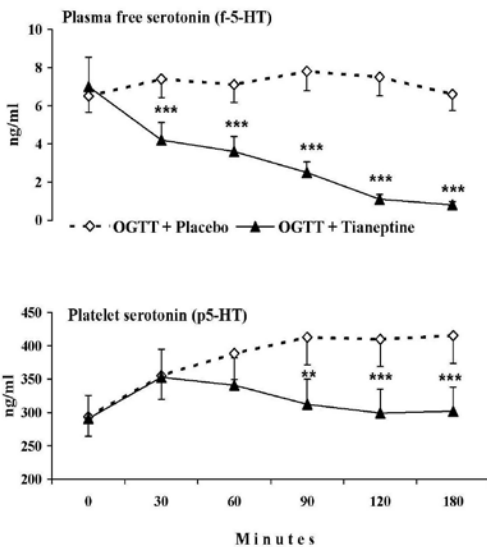 Plasma free serotonin (f-5-HT)
10
8
6
4
2
0
ng/ml
***
***
***
***
***
OGTT + Placebo OGTT + Tianeptine
Platelet serotonin (p5-HT)
450
400
350
300
250
200
ng/ml
**
***
***
0 30 60 90 120 180
Minutes